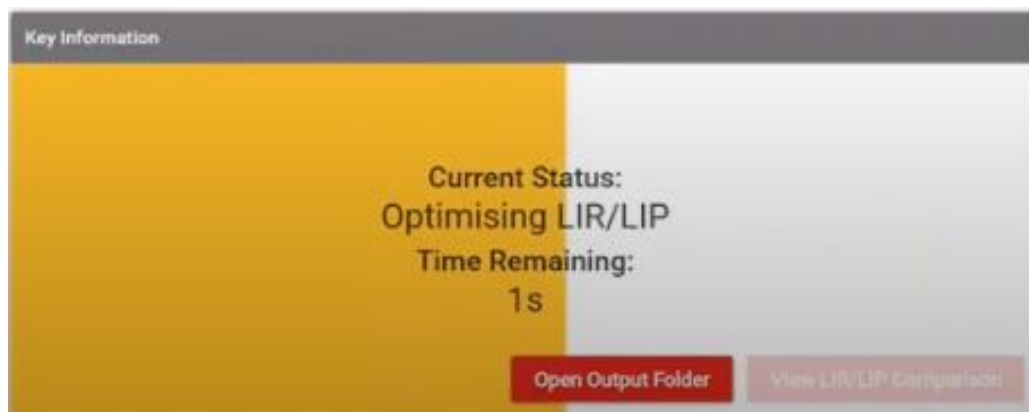 Key Information
Current Status:
Optimising LIR/LIP
Time Remaining:
1s
Open Output Folder
View LIR/LIP Comparison